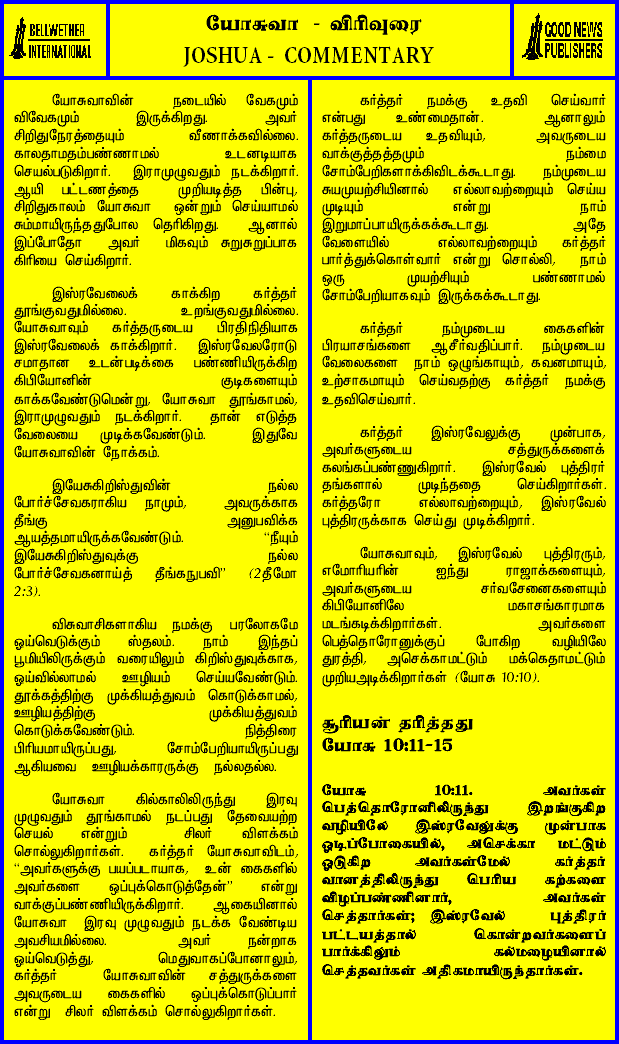 BELLWETHER
INTERNATIONAL
யோசுவா - விரிவுரை
JOSHUA - COMMENTARY
GOOD NEWS
PUBLISHERS
யோசுவாவின் நடையில் வேகமும்
விவேகமும் இருக்கிறது. அவர்
சிறிதுநேரத்தையும் வீணாக்கவில்லை.
காலதாமதம்பண்ணாமல் உடனடியாக
செயல்படுகிறார். இராமுழுவதும் நடக்கிறார்.
ஆயி பட்டணத்தை முறியடித்த பின்பு,
சிறிதுகாலம் யோசுவா ஒன்றும் செய்யாமல்
சும்மாயிருந்ததுபோல தெரிகிறது. ஆனால்
இப்போதோ அவர் மிகவும் சுறுசுறுப்பாக
கிரியை செய்கிறார்.
இஸ்ரவேலைக் காக்கிற கர்த்தர்
தூங்குவதுமில்லை. உறங்குவதுமில்லை.
யோசுவாவும் கர்த்தருடைய பிரதிநிதியாக
இஸ்ரவேலைக் காக்கிறார். இஸ்ரவேலரோடு
சமாதான உடன்படிக்கை பண்ணியிருக்கிற
கிபியோனின் குடிகளையும்
காக்கவேண்டுமென்று, யோசுவா தூங்காமல்,
இராமுழுவதும் நடக்கிறார். தான் எடுத்த
வேலையை முடிக்கவேண்டும். இதுவே
யோசுவாவின் நோக்கம்.
இயேசுகிறிஸ்துவின் நல்ல
போர்ச்சேவகராகிய நாமும், அவருக்காக
தீங்கு அனுபவிக்க
ஆயத்தமாயிருக்கவேண்டும். “நீயும்
இயேசுகிறிஸ்துவுக்கு நல்ல
போர்ச்சேவகனாய்த் தீங்கநுபவி” (2தீமோ
2:3).
விசுவாசிகளாகிய நமக்கு பரலோகமே
ஓய்வெடுக்கும் ஸ்தலம். நாம் இந்தப்
பூமியிலிருக்கும் வரையிலும் கிறிஸ்துவுக்காக,
ஓய்வில்லாமல் ஊழியம் செய்யவேண்டும்.
தூக்கத்திற்கு முக்கியத்துவம் கொடுக்காமல்,
ஊழியத்திற்கு முக்கியத்துவம்
கொடுக்கவேண்டும். நித்திரை
பிரியமாயிருப்பது, சோம்பேறியாயிருப்பது
ஆகியவை ஊழியக்காரருக்கு நல்லதல்ல.
யோசுவா கில்காலிலிருந்து இரவு
முழுவதும் தூங்காமல் நடப்பது தேவையற்ற
செயல் என்றும் சிலர் விளக்கம்
சொல்லுகிறார்கள். கர்த்தர் யோசுவாவிடம்,
“அவர்களுக்கு பயப்படாயாக, உன் கைகளில்
அவர்களை ஒப்புக்கொடுத்தேன்” என்று
வாக்குப்பண்ணியிருக்கிறார். ஆகையினால்
யோசுவா இரவு முழுவதும் நடக்க வேண்டிய
அவசியமில்லை. அவர் நன்றாக
ஓய்வெடுத்து, மெதுவாகப்போனாலும்,
கர்த்தர் யோசுவாவின் சத்துருக்களை
அவருடைய கைகளில் ஒப்புக்கொடுப்பார்
என்று சிலர் விளக்கம் சொல்லுகிறார்கள்.
கர்த்தர் நமக்கு உதவி செய்வார்
என்பது உண்மைதான். ஆனாலும்
கர்த்தருடைய உதவியும், அவருடைய
வாக்குத்தத்தமும் நம்மை
சோம்பேறிகளாக்கிவிடக்கூடாது. நம்முடைய
சுயமுயற்சியினால் எல்லாவற்றையும் செய்ய
முடியும் என்று நாம்
இறுமாப்பாயிருக்கக்கூடாது. அதே
வேளையில் எல்லாவற்றையும் கர்த்தர்
பார்த்துக்கொள்வார் என்று சொல்லி, நாம்
ஒரு முயற்சியும் பண்ணாமல்
சோம்பேறியாகவும் இருக்கக்கூடாது.
கர்த்தர் நம்முடைய கைகளின்
பிரயாசங்களை ஆசீர்வதிப்பார். நம்முடைய
வேலைகளை நாம் ஒழுங்காயும், கவனமாயும்,
உற்சாகமாயும் செய்வதற்கு கர்த்தர் நமக்கு
உதவிசெய்வார்.
கர்த்தர் இஸ்ரவேலுக்கு முன்பாக,
அவர்களுடைய சத்துருக்களைக்
கலங்கப்பண்ணுகிறார். இஸ்ரவேல் புத்திரர்
தங்களால் முடிந்ததை செய்கிறார்கள்.
கர்த்தரோ எல்லாவற்றையும், இஸ்ரவேல்
புத்திரருக்காக செய்து முடிக்கிறார்.
யோசுவாவும், இஸ்ரவேல் புத்திரரும்,
எமோரியரின் ஐந்து ராஜாக்களையும்,
அவர்களுடைய சர்வசேனைகளையும்
கிபியோனிலே மகாசங்காரமாக
மடங்கடிக்கிறார்கள். அவர்களை
பெத்தொரோனுக்குப் போகிற வழியிலே
துரத்தி, அசெக்காமட்டும் மக்கெதாமட்டும்
முறியஅடிக்கிறார்கள் (யோசு 10:10).
சூரியன் தரித்தது
யோசு 10:11-15
யோசு 10:11. அவர்கள்
பெத்தொரோனிலிருந்து இறங்குகிற
வழியிலே இஸ்ரவேலுக்கு முன்பாக
ஓடிப்போகையில், அசெக்கா மட்டும்
ஓடுகிற அவர்கள்மேல் கர்த்தர்
வானத்திலிருந்து பெரிய கற்களை
விழப்பண்ணினார், அவர்கள்
செத்தார்கள்; இஸ்ரவேல் புத்திரர்
பட்டயத்தால் கொன்றவர்களைப்
பார்க்கிலும் கல்மழையினால்
செத்தவர்கள் அதிகமாயிருந்தார்கள்.